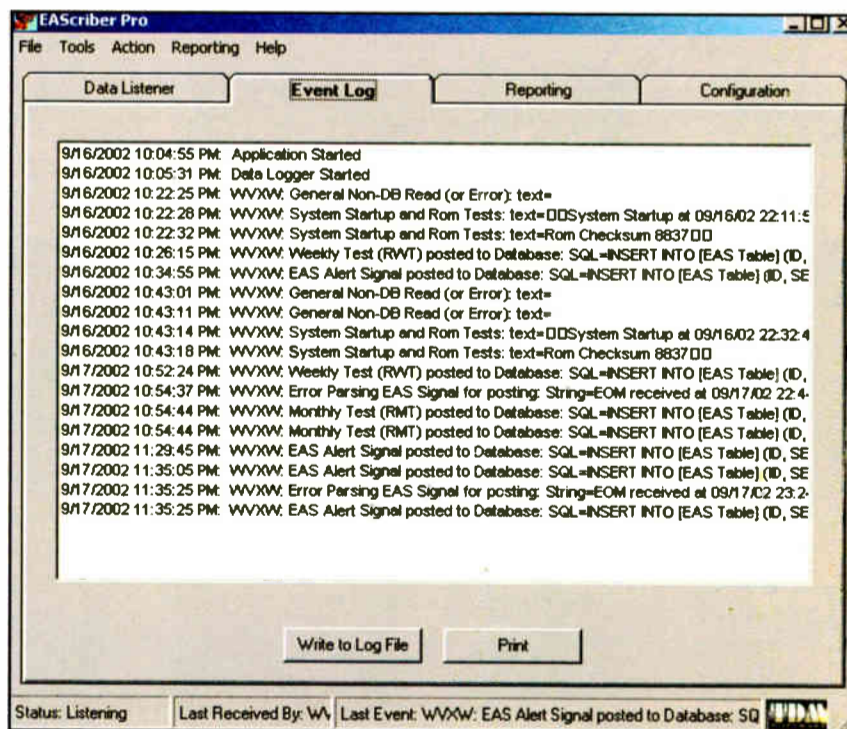 EAScriber Pro
File Tools Action Reporting Help
Data Listener Event Log Reporting Configuration
9/16/2002 10:04:55 PM: Application Started
9/16/2002 10:05:31 PM: Data Logger Started
9/16/2002 10:22:25 PM: WVXW: General Non-DB Read (or Error): text=
9/16/2002 10:22:28 PM: WVXW: System Startup and Rom Tests: text=□□System Startup at 09/16/02 22:11:5
9/16/2002 10:22:32 PM: WVXW: System Startup and Rom Tests: text=Rom Checksum 8837□□
9/16/2002 10:26:15 PM: WVXW: Weekly Test (RWT) posted to Database: SQL=INSERT INTO [EAS Table] (ID,
9/16/2002 10:34:55 PM: WVXW: EAS Alert Signal posted to Database: SQL=INSERT INTO [EAS Table] (ID, SE
9/16/2002 10:43:01 PM: WVXW: General Non-DB Read (or Error): text=
9/16/2002 10:43:11 PM: WVXW: General Non-DB Read (or Error): text=
9/16/2002 10:43:14 PM: WVXW: System Startup and Rom Tests: text=□□System Startup at 09/16/02 22:32:4
9/16/2002 10:43:18 PM: WVXW: System Startup and Rom Tests: text=Rom Checksum 8837□□
9/17/2002 10:52:24 PM: WVXW: Weekly Test (RWT) posted to Database: SQL=INSERT INTO [EAS Table] (ID,
9/17/2002 10:54:37 PM: WVXW: Error Parsing EAS Signal for posting: String=EOM received at 09/17/02 22:4
9/17/2002 10:54:44 PM: WVXW: Monthly Test (RMT) posted to Database: SQL=INSERT INTO [EAS Table] (ID,
9/17/2002 10:54:44 PM: WVXW: Monthly Test (RMT) posted to Database: SQL=INSERT INTO [EAS Table] (ID,
9/17/2002 11:29:45 PM: WVXW: EAS Alert Signal posted to Database: SQL=INSERT INTO [EAS Table] (ID, SE
9/17/2002 11:35:05 PM: WVXW: EAS Alert Signal posted to Database: SQL=INSERT INTO [EAS Table] (ID, SE
9/17/2002 11:35:25 PM: WVXW: Error Parsing EAS Signal for posting: String=EOM received at 09/17/02 23:2
9/17/2002 11:35:25 PM: WVXW: EAS Alert Signal posted to Database: SQL=INSERT INTO [EAS Table] (ID, SE
Write to Log File Print
Status: Listening Last Received By: WV Last Event: WVXW: EAS Alert Signal posted to Database: SQ